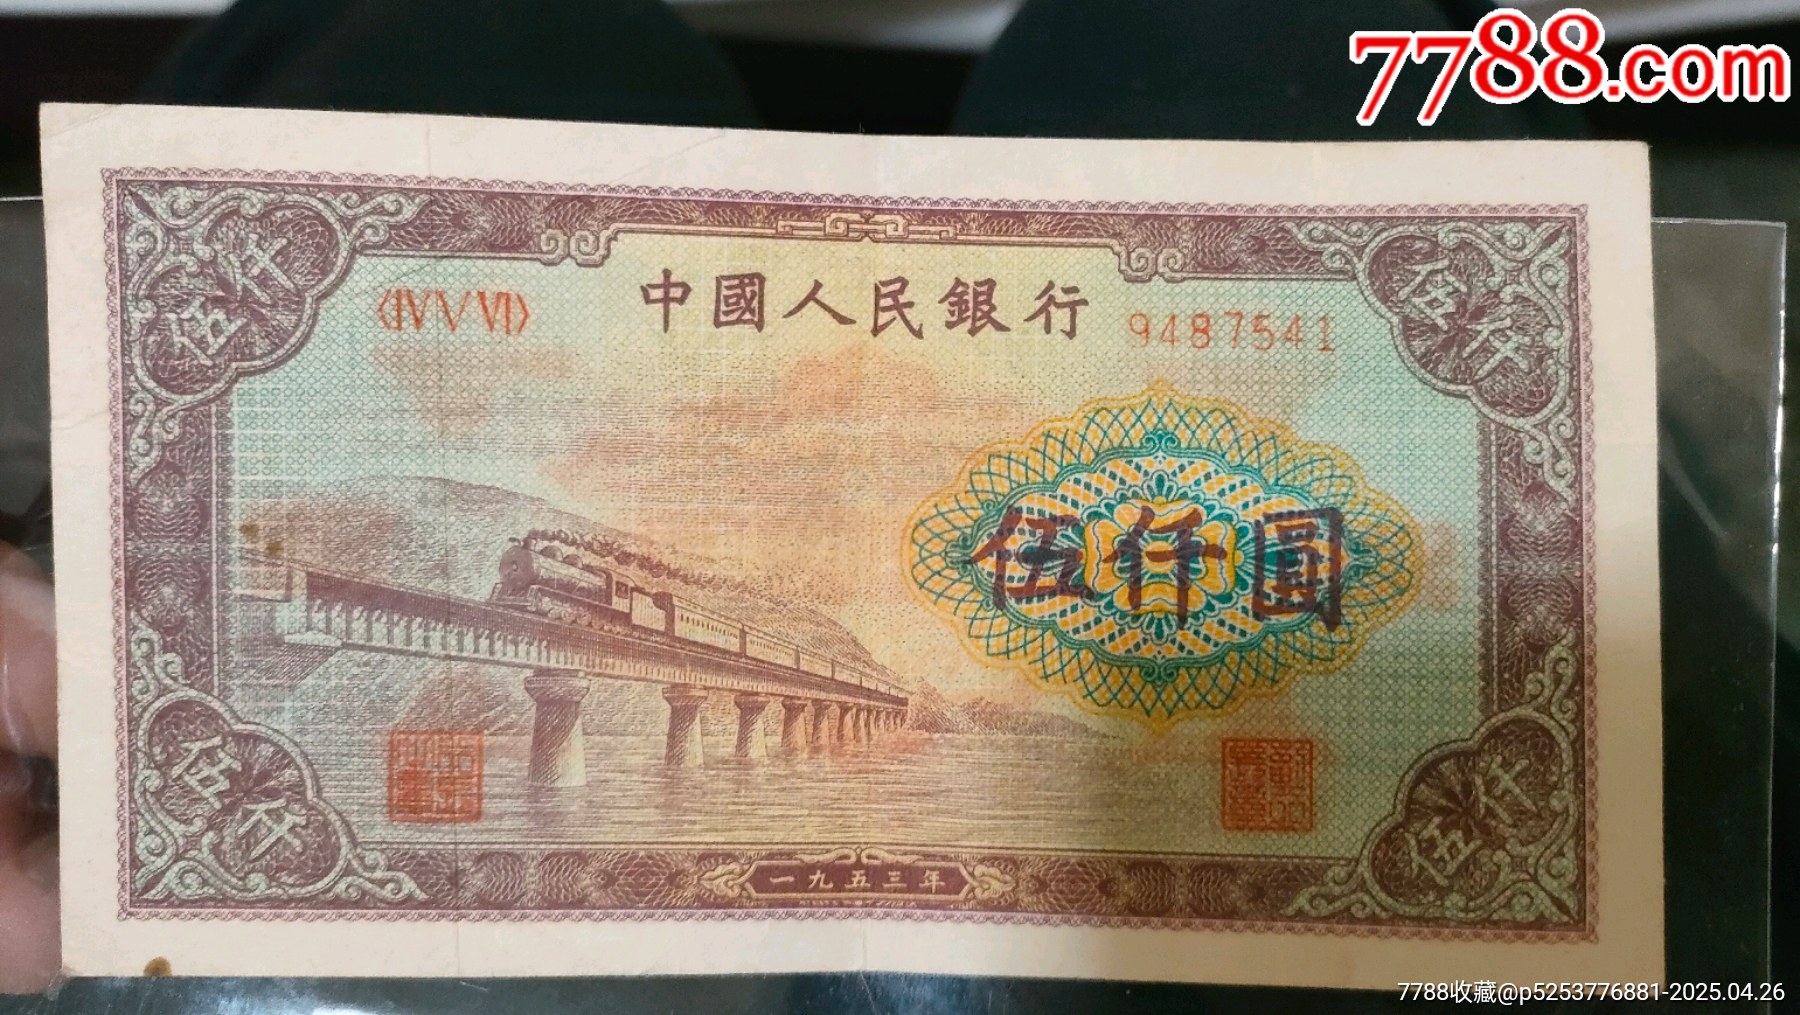 7788.com
伍仟
伍仟
中國人民銀行
〈IV V VI〉
9487541
伍仟圓
伍仟
伍仟
一九五三年
7788收藏@p5253776881-2025.04.26